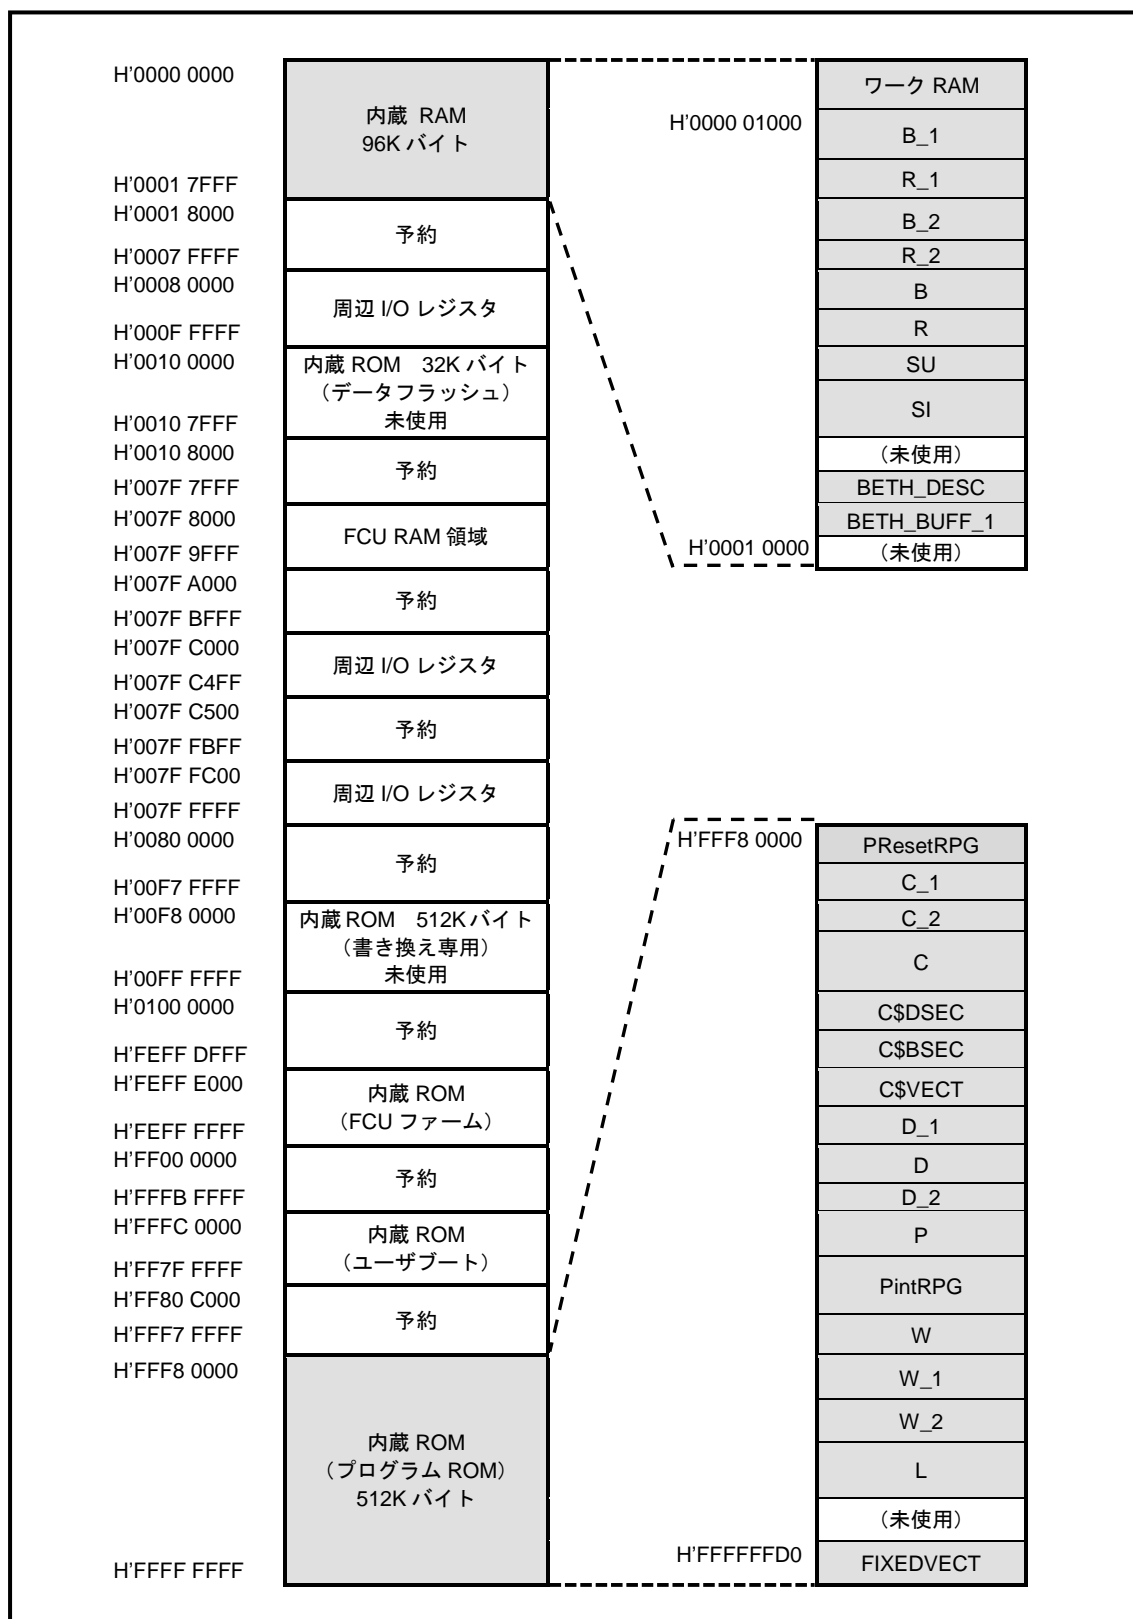 H'0000 0000
内蔵 RAM
96K バイト
H'0001 7FFF
H'0001 8000
予約
H'0007 FFFF
H'0008 0000
周辺 I/O レジスタ
H'000F FFFF
H'0010 0000
内蔵 ROM 32K バイト
（データフラッシュ）
未使用
H'0010 7FFF
H'0010 8000
予約
H'007F 7FFF
H'007F 8000
FCU RAM 領域
H'007F 9FFF
H'007F A000
予約
H'007F BFFF
H'007F C000
周辺 I/O レジスタ
H'007F C4FF
H'007F C500
予約
H'007F FBFF
H'007F FC00
周辺 I/O レジスタ
H'007F FFFF
H'0080 0000
予約
H'00F7 FFFF
H'00F8 0000
内蔵 ROM 512K バイト
（書き換え専用）
未使用
H'00FF FFFF
H'0100 0000
予約
H'FEFF DFFF
H'FEFF E000
内蔵 ROM
（FCU ファーム）
H'FEFF FFFF
H'FF00 0000
予約
H'FFFB FFFF
H'FFFC 0000
内蔵 ROM
（ユーザブート）
H'FF7F FFFF
H'FF80 C000
予約
H'FFF7 FFFF
H'FFF8 0000
内蔵 ROM
（プログラム ROM）
512K バイト
H'FFFF FFFF
ワーク RAM
H'0000 01000
B_1
R_1
B_2
R_2
B
R
SU
SI
（未使用）
BETH_DESC
BETH_BUFF_1
H'0001 0000
（未使用）
H'FFF8 0000
PResetRPG
C_1
C_2
C
C$DSEC
C$BSEC
C$VECT
D_1
D
D_2
P
PintRPG
W
W_1
W_2
L
（未使用）
H'FFFFFFD0
FIXEDVECT